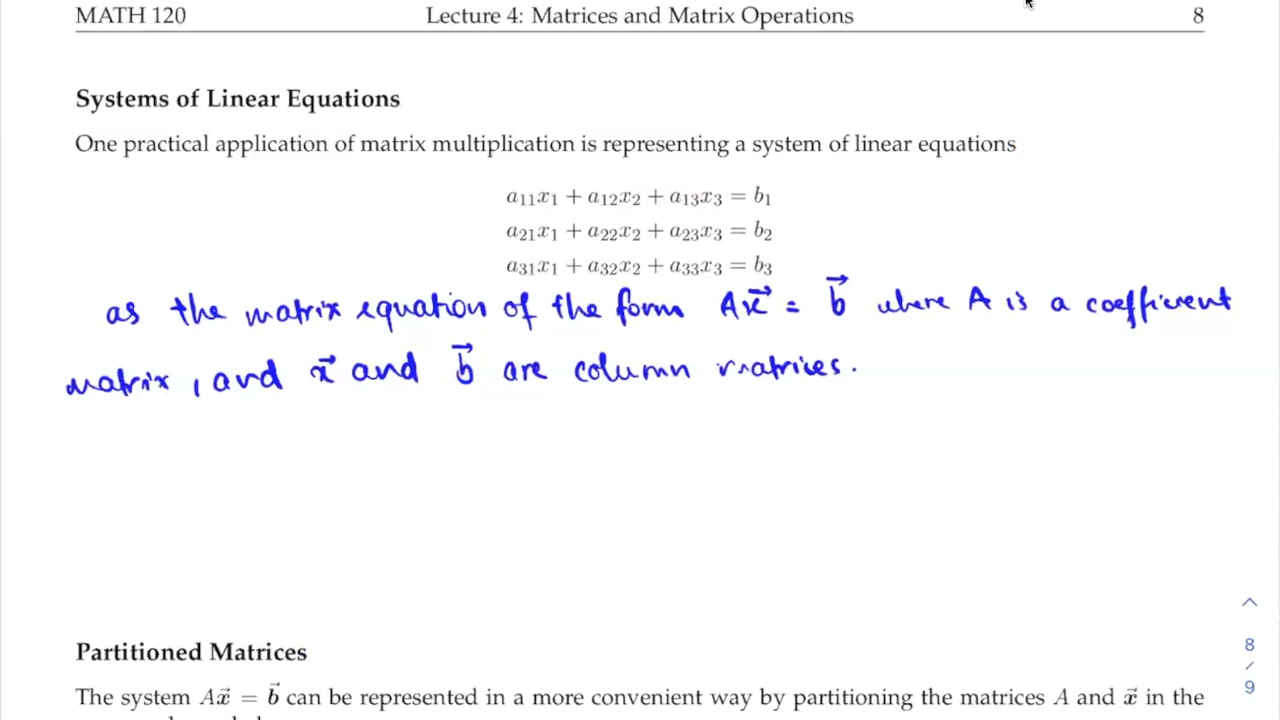 MATH 120 Lecture 4: Matrices and Matrix Operations 8
Systems of Linear Equations
One practical application of matrix multiplication is representing a system of linear equations
a₁₁x₁ + a₁₂x₂ + a₁₃x₃ = b₁
a₂₁x₁ + a₂₂x₂ + a₂₃x₃ = b₂
a₃₁x₁ + a₃₂x₂ + a₃₃x₃ = b₃
as the matrix equation of the form Ax⃗ = b⃗ where A is a coefficient
matrix, and x⃗ and b⃗ are column matrices.
8
/
9
Partitioned Matrices
The system Ax⃗ = b⃗ can be represented in a more convenient way by partitioning the matrices A and x⃗ in the